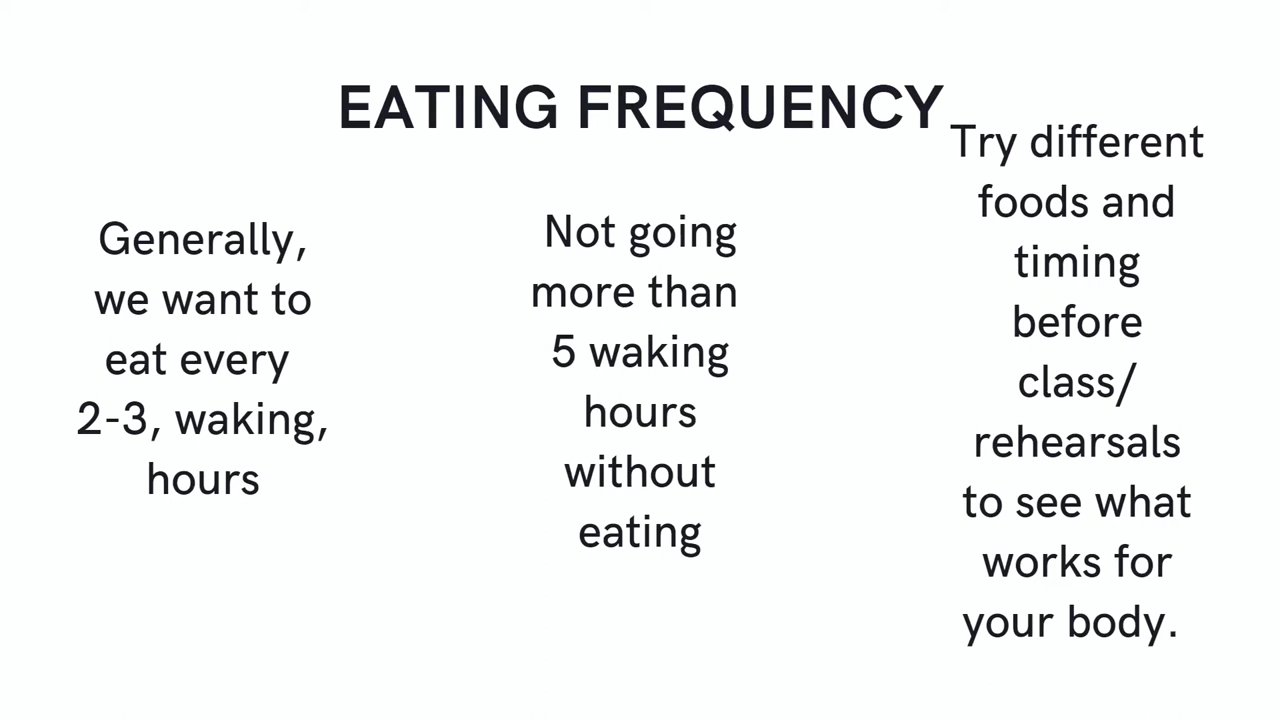 EATING FREQUENCY
Generally,
we want to
eat every
2-3, waking,
hours
Not going
more than
5 waking
hours
without
eating
Try different
foods and
timing
before
class/
rehearsals
to see what
works for
your body.